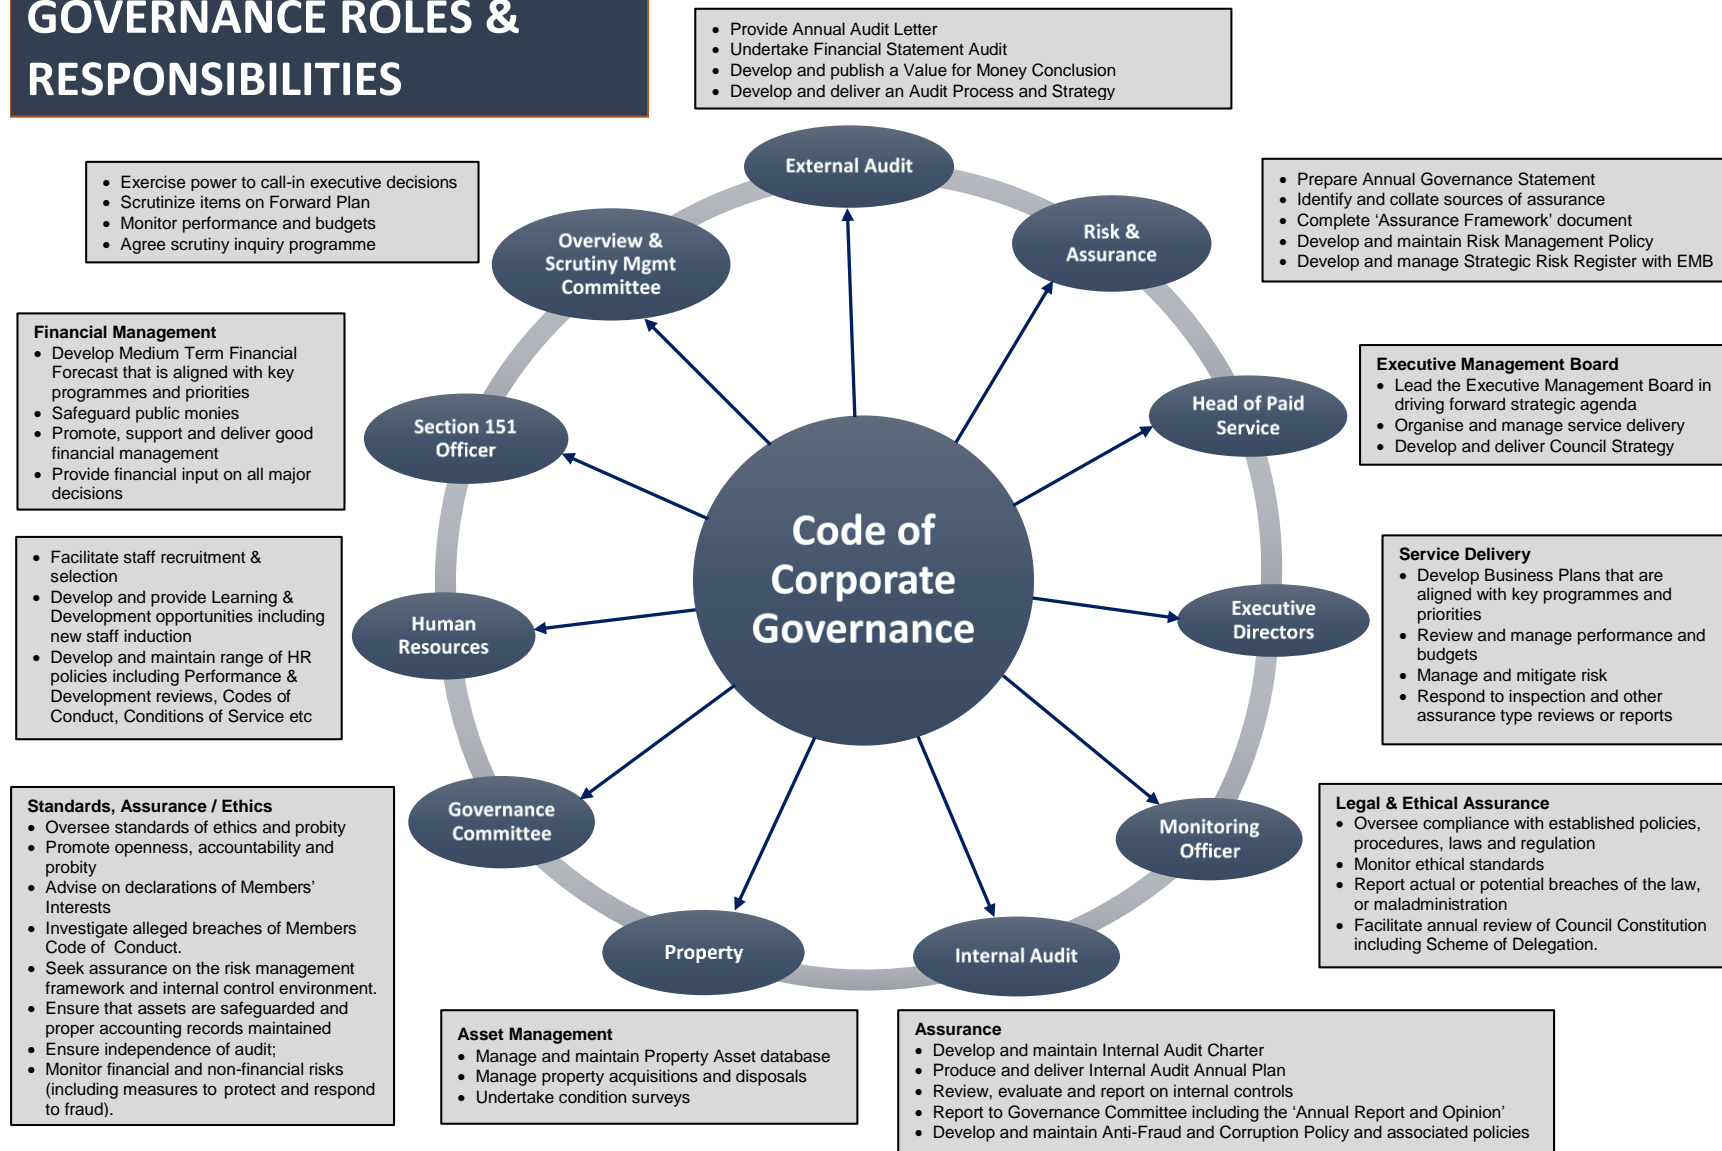 GOVERNANCE ROLES &
RESPONSIBILITIES
• Provide Annual Audit Letter
• Undertake Financial Statement Audit
• Develop and publish a Value for Money Conclusion
• Develop and deliver an Audit Process and Strategy
• Exercise power to call-in executive decisions
• Scrutinize items on Forward Plan
• Monitor performance and budgets
• Agree scrutiny inquiry programme
• Prepare Annual Governance Statement
• Identify and collate sources of assurance
• Complete ‘Assurance Framework’ document
• Develop and maintain Risk Management Policy
• Develop and manage Strategic Risk Register with EMB
Financial Management
• Develop Medium Term Financial
Forecast that is aligned with key
programmes and priorities
• Safeguard public monies
• Promote, support and deliver good
financial management
• Provide financial input on all major
decisions
Executive Management Board
• Lead the Executive Management Board in
driving forward strategic agenda
• Organise and manage service delivery
• Develop and deliver Council Strategy
• Facilitate staff recruitment &
selection
• Develop and provide Learning &
Development opportunities including
new staff induction
• Develop and maintain range of HR
policies including Performance &
Development reviews, Codes of
Conduct, Conditions of Service etc
Service Delivery
• Develop Business Plans that are
aligned with key programmes and
priorities
• Review and manage performance and
budgets
• Manage and mitigate risk
• Respond to inspection and other
assurance type reviews or reports
Standards, Assurance / Ethics
• Oversee standards of ethics and probity
• Promote openness, accountability and
probity
• Advise on declarations of Members’
Interests
• Investigate alleged breaches of Members
Code of Conduct.
• Seek assurance on the risk management
framework and internal control environment.
• Ensure that assets are safeguarded and
proper accounting records maintained
• Ensure independence of audit;
• Monitor financial and non-financial risks
(including measures to protect and respond
to fraud).
Legal & Ethical Assurance
• Oversee compliance with established policies,
procedures, laws and regulation
• Monitor ethical standards
• Report actual or potential breaches of the law,
or maladministration
• Facilitate annual review of Council Constitution
including Scheme of Delegation.
Asset Management
• Manage and maintain Property Asset database
• Manage property acquisitions and disposals
• Undertake condition surveys
Assurance
• Develop and maintain Internal Audit Charter
• Produce and deliver Internal Audit Annual Plan
• Review, evaluate and report on internal controls
• Report to Governance Committee including the ‘Annual Report and Opinion’
• Develop and maintain Anti-Fraud and Corruption Policy and associated policies
External Audit
Risk &
Assurance
Head of Paid
Service
Executive
Directors
Monitoring
Officer
Internal Audit
Property
Governance
Committee
Human
Resources
Section 151
Officer
Overview &
Scrutiny Mgmt
Committee
Code of
Corporate
Governance